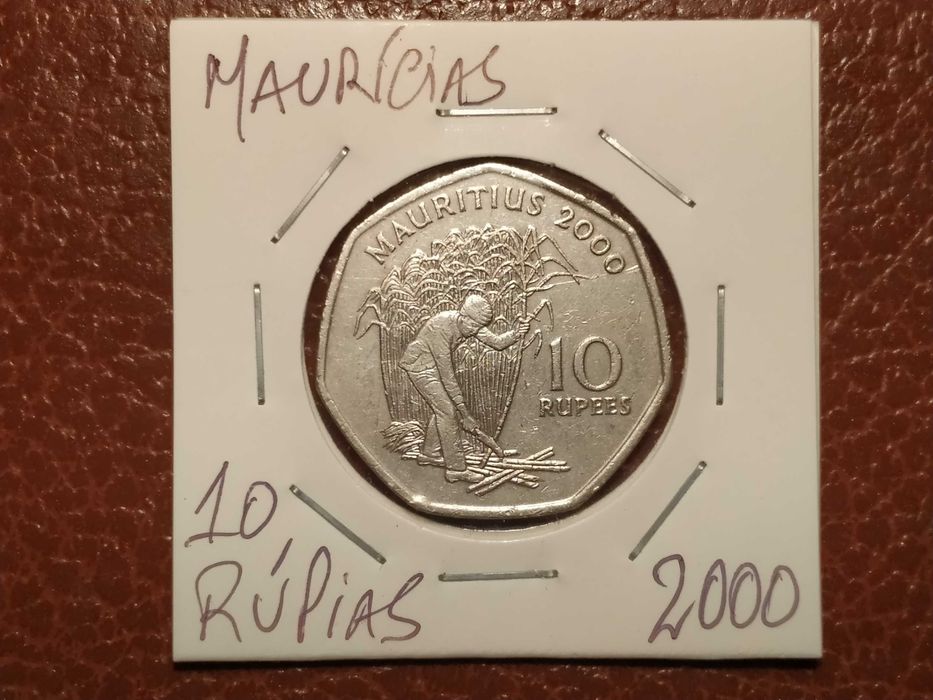 MAURÍCIAS
MAURITIUS 2000
10
RUPEES
10
RÚPIAS
2000